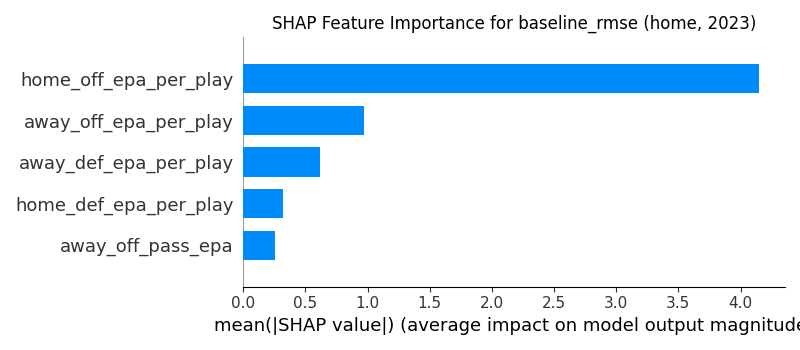 SHAP Feature Importance for baseline_rmse (home, 2023)
home_off_epa_per_play
away_off_epa_per_play
away_def_epa_per_play
home_def_epa_per_play
away_off_pass_epa
0.0 0.5 1.0 1.5 2.0 2.5 3.0 3.5 4.0
mean(|SHAP value|) (average impact on model output magnitude